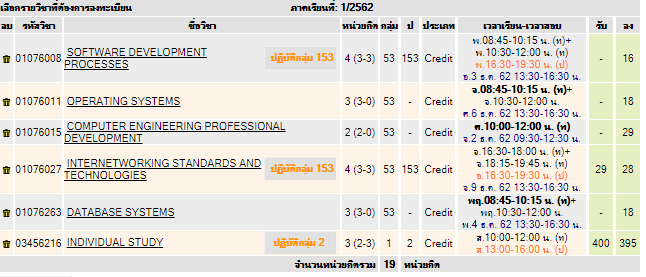 เลือกรายวิชาที่ต้องการลงทะเบียน ภาคเรียนที่: 1/2562
ลบ รหัสวิชา ชื่อวิชา หน่วยกิต กลุ่ม ป ประเภท เวลาเรียน-เวลาสอบ รับ ลง
01076008 SOFTWARE DEVELOPMENT PROCESSES ปฏิบัติกลุ่ม 153 4 (3-3) 53 153 Credit - 16
พ.08:45-10:15 น. (ท)+
พ.10:30-12:00 น. (ท)
พ.16:30-19:30 น. (ป)
อ.3 ธ.ค. 62 13:30-16:30 น.
01076011 OPERATING SYSTEMS 3 (3-0) 53 - Credit - 18
จ.08:45-10:15 น. (ท)+
จ.10:30-12:00 น.
ศ.6 ธ.ค. 62 13:30-16:30 น.
01076015 COMPUTER ENGINEERING PROFESSIONAL DEVELOPMENT 2 (2-0) 53 - Credit - 29
ศ.10:00-12:00 น. (ท)
จ.2 ธ.ค. 62 09:30-12:30 น.
01076027 INTERNETWORKING STANDARDS AND TECHNOLOGIES ปฏิบัติกลุ่ม 153 4 (3-3) 53 153 Credit 29 28
จ.16:30-18:00 น. (ท)+
จ.18:15-19:45 น. (ท)
อ.16:30-19:30 น. (ป)
จ.9 ธ.ค. 62 13:30-16:30 น.
01076263 DATABASE SYSTEMS 3 (3-0) 53 - Credit - 18
พฤ.08:45-10:15 น. (ท)+
พฤ.10:30-12:00 น.
พ.4 ธ.ค. 62 13:30-16:30 น.
03456216 INDIVIDUAL STUDY ปฏิบัติกลุ่ม 2 3 (2-3) 1 2 Credit 400 395
ส.10:00-12:00 น. (ท)
ส.13:00-16:00 น. (ป)
จำนวนหน่วยกิตรวม 19 หน่วยกิต